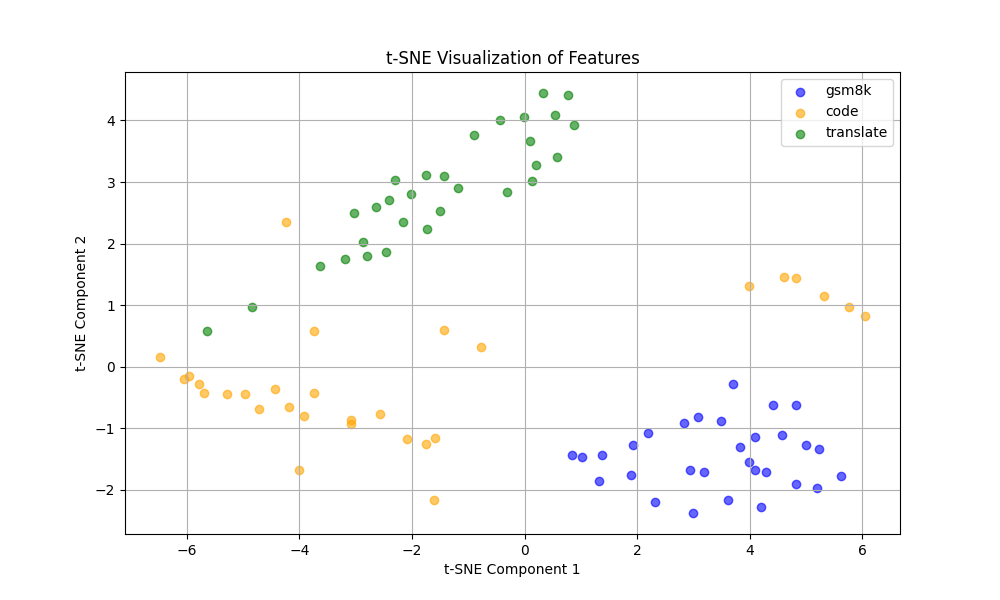 t-SNE Visualization of Features
gsm8k
code
translate
4
3
2
1
0
−1
−2
t-SNE Component 2
−6
−4
−2
0
2
4
6
t-SNE Component 1